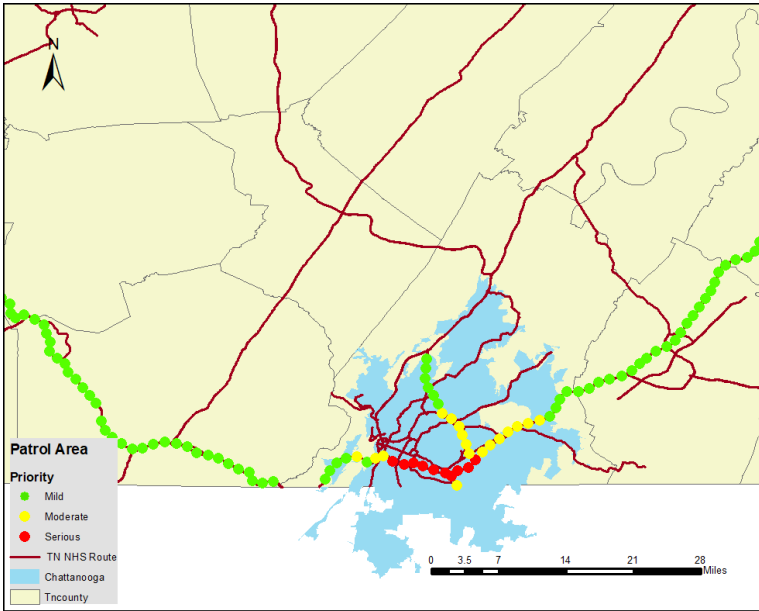 N
Patrol Area
Priority
Mild
Moderate
Serious
TN NHS Route
Chattanooga
Tncounty
0 3.5 7 14 21 28
Miles